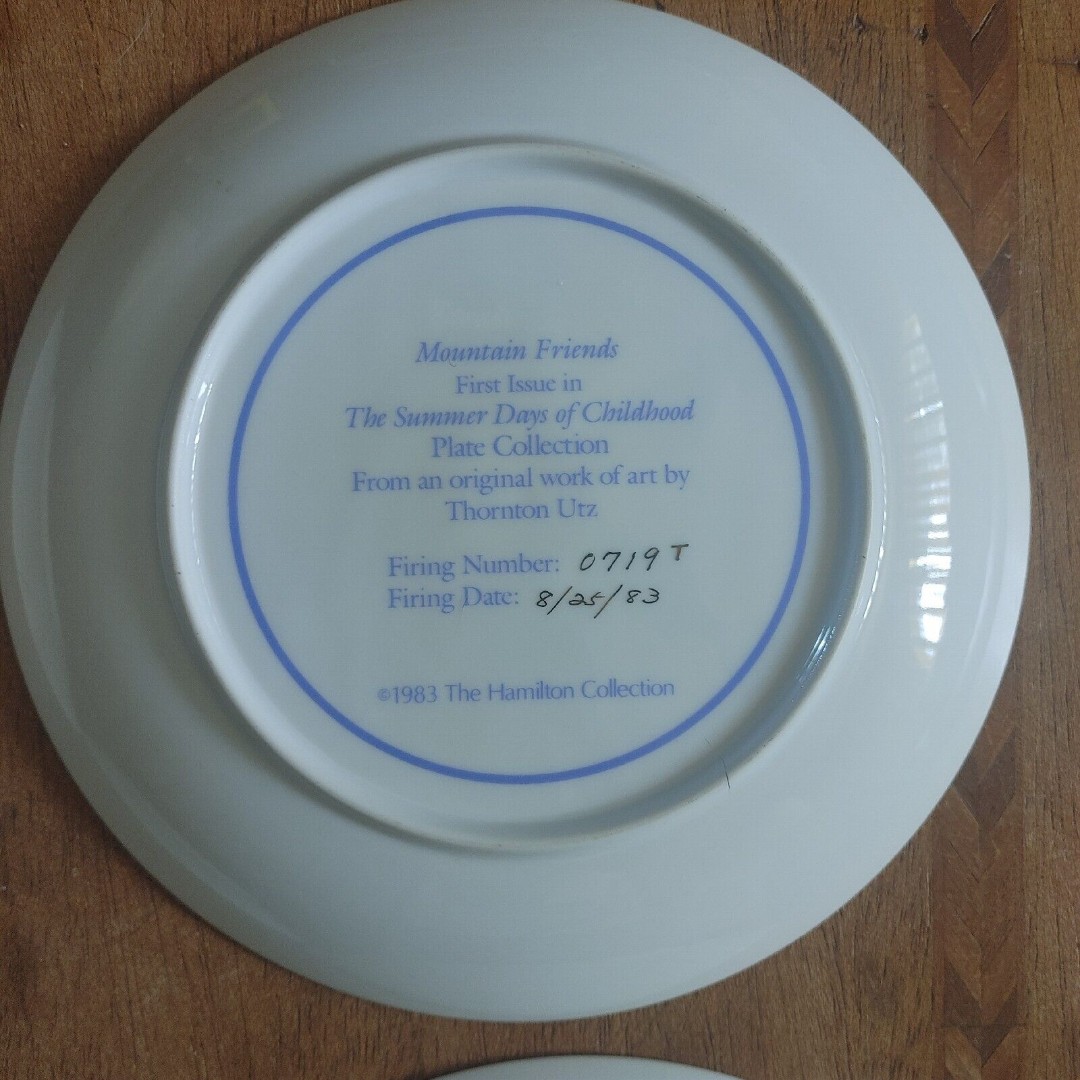 Mountain Friends
First Issue in
The Summer Days of Childhood
Plate Collection
From an original work of art by
Thornton Utz
Firing Number: 0719 T
Firing Date: 8/25/83
©1983 The Hamilton Collection